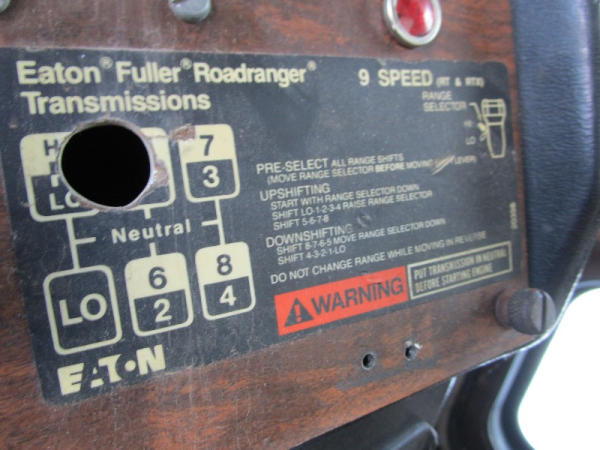 Eaton® Fuller® Roadranger®
Transmissions
9 SPEED (RT & RTX)
RANGE
SELECTOR
HI
LO
H
LO
7
3
Neutral
LO
6
2
8
4
PRE-SELECT ALL RANGE SHIFTS
(MOVE RANGE SELECTOR BEFORE MOVING SHIFT LEVER)
UPSHIFTING
START WITH RANGE SELECTOR DOWN
SHIFT LO-1-2-3-4 RAISE RANGE SELECTOR
SHIFT 5-6-7-8
DOWNSHIFTING
SHIFT 8-7-6-5 MOVE RANGE SELECTOR DOWN
SHIFT 4-3-2-1-LO
DO NOT CHANGE RANGE WHILE MOVING IN REVERSE
WARNING
PUT TRANSMISSION IN NEUTRAL
BEFORE STARTING ENGINE
EATON